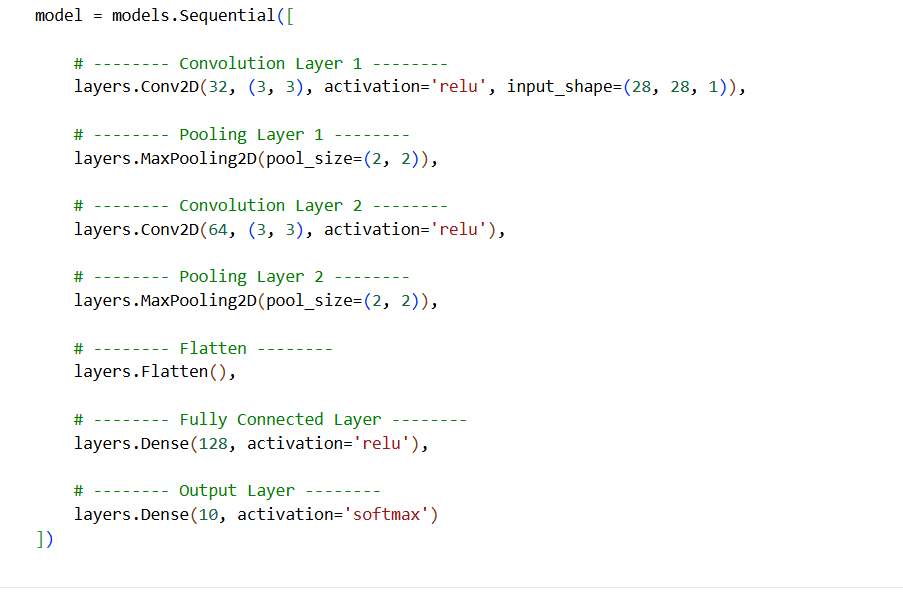 model = models.Sequential([
# -------- Convolution Layer 1 --------
layers.Conv2D(32, (3, 3), activation='relu', input_shape=(28, 28, 1)),
# -------- Pooling Layer 1 --------
layers.MaxPooling2D(pool_size=(2, 2)),
# -------- Convolution Layer 2 --------
layers.Conv2D(64, (3, 3), activation='relu'),
# -------- Pooling Layer 2 --------
layers.MaxPooling2D(pool_size=(2, 2)),
# -------- Flatten --------
layers.Flatten(),
# -------- Fully Connected Layer --------
layers.Dense(128, activation='relu'),
# -------- Output Layer --------
layers.Dense(10, activation='softmax')
])